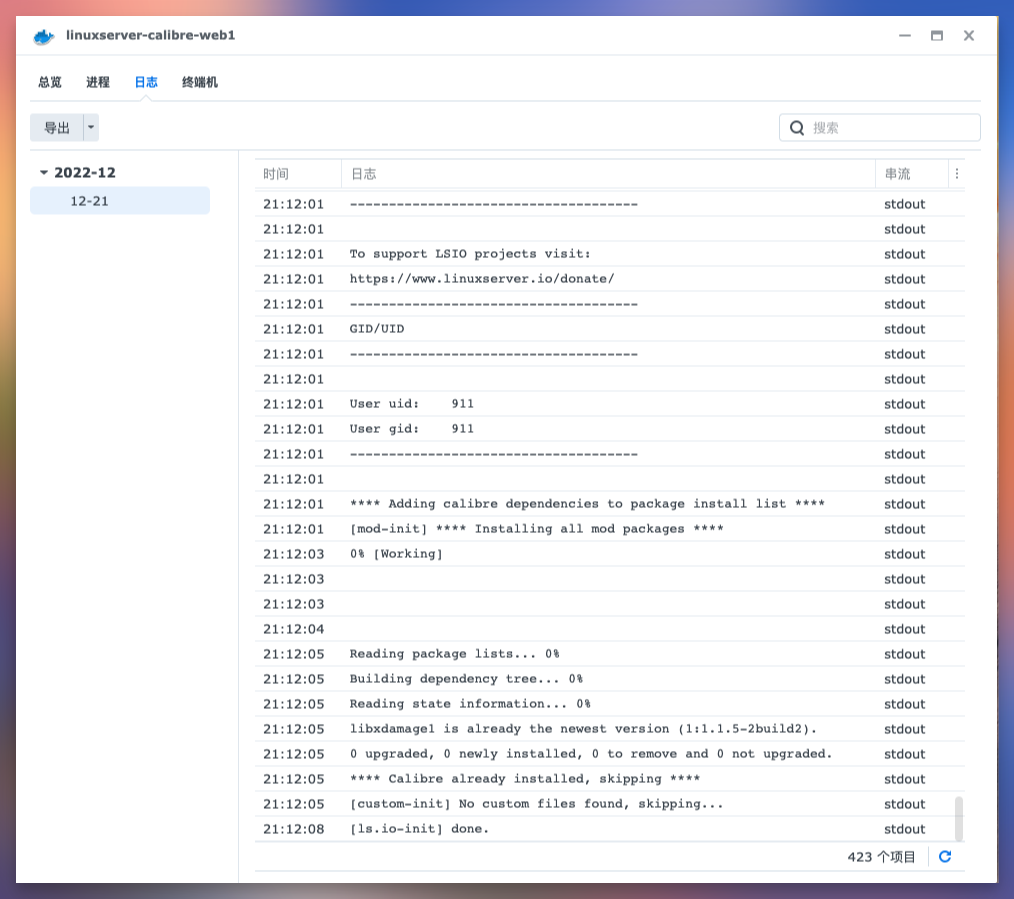 linuxserver-calibre-web1
总览 进程 日志 终端机
导出 搜索
2022-12
12-21
时间 日志 串流
21:12:01 ------------------------------------- stdout
21:12:01 stdout
21:12:01 To support LSIO projects visit: stdout
21:12:01 https://www.linuxserver.io/donate/ stdout
21:12:01 ------------------------------------- stdout
21:12:01 GID/UID stdout
21:12:01 ------------------------------------- stdout
21:12:01 stdout
21:12:01 User uid:    911 stdout
21:12:01 User gid:    911 stdout
21:12:01 ------------------------------------- stdout
21:12:01 stdout
21:12:01 **** Adding calibre dependencies to package install list **** stdout
21:12:01 [mod-init] **** Installing all mod packages **** stdout
21:12:03 0% [Working] stdout
21:12:03 stdout
21:12:03 stdout
21:12:04 stdout
21:12:05 Reading package lists... 0% stdout
21:12:05 Building dependency tree... 0% stdout
21:12:05 Reading state information... 0% stdout
21:12:05 libxdamage1 is already the newest version (1:1.1.5-2build2). stdout
21:12:05 0 upgraded, 0 newly installed, 0 to remove and 0 not upgraded. stdout
21:12:05 **** Calibre already installed, skipping **** stdout
21:12:05 [custom-init] No custom files found, skipping... stdout
21:12:08 [ls.io-init] done. stdout
423 个项目